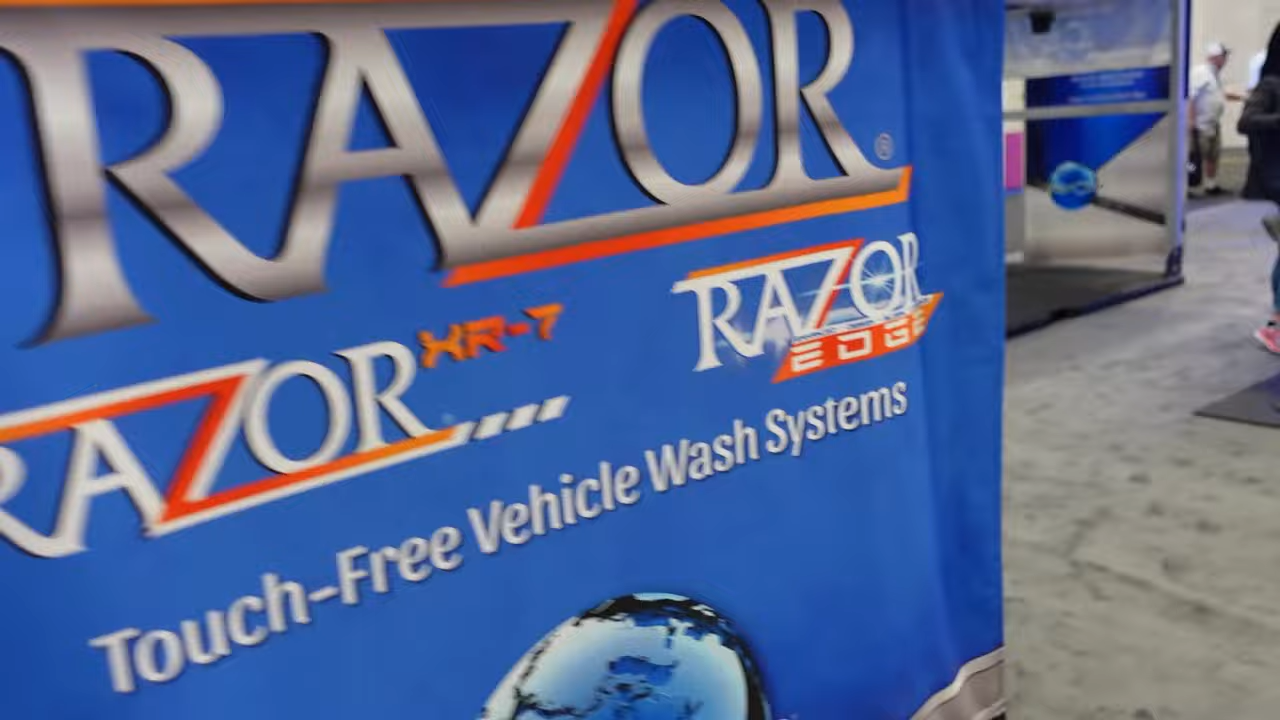 RAZOR®
RAZOR XR-7
RAZOR
EDGE
Touch-Free Vehicle Wash Systems